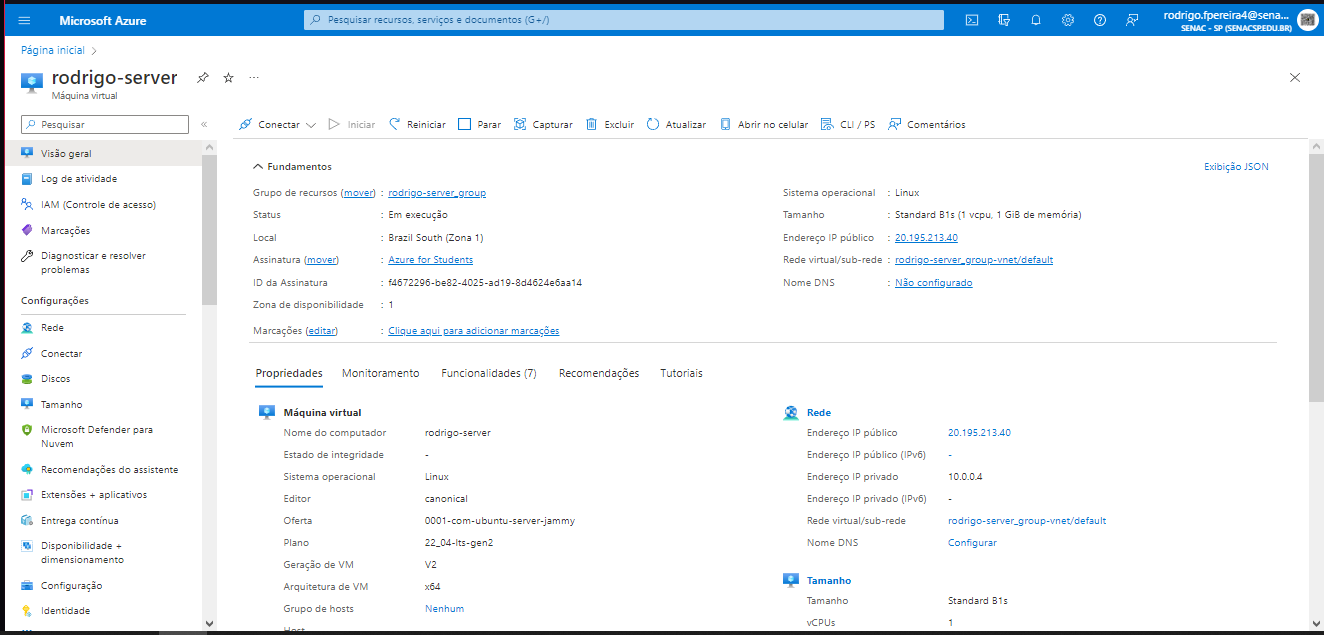 Microsoft Azure
Pesquisar recursos, serviços e documentos (G+/)
rodrigo.fpereira4@sena...
SENAC - SP (SENACSP.EDU.BR)
Página inicial
rodrigo-server
Máquina virtual
Pesquisar
Visão geral
Log de atividade
IAM (Controle de acesso)
Marcações
Diagnosticar e resolver
problemas
Configurações
Rede
Conectar
Discos
Tamanho
Microsoft Defender para
Nuvem
Recomendações do assistente
Extensões + aplicativos
Entrega contínua
Disponibilidade +
dimensionamento
Configuração
Identidade
Conectar Iniciar Reiniciar Parar Capturar Excluir Atualizar Abrir no celular CLI / PS Comentários
Fundamentos
Exibição JSON
Grupo de recursos (mover) : rodrigo-server_group
Status : Em execução
Local : Brazil South (Zona 1)
Assinatura (mover) : Azure for Students
ID da Assinatura : f4672296-be82-4025-ad19-8d4624e6aa14
Zona de disponibilidade : 1
Marcações (editar) : Clique aqui para adicionar marcações
Sistema operacional : Linux
Tamanho : Standard B1s (1 vcpu, 1 GiB de memória)
Endereço IP público : 20.195.213.40
Rede virtual/sub-rede : rodrigo-server_group-vnet/default
Nome DNS : Não configurado
Propriedades Monitoramento Funcionalidades (7) Recomendações Tutoriais
Máquina virtual
Nome do computador rodrigo-server
Estado de integridade -
Sistema operacional Linux
Editor canonical
Oferta 0001-com-ubuntu-server-jammy
Plano 22_04-lts-gen2
Geração de VM V2
Arquitetura de VM x64
Grupo de hosts Nenhum
Host
Rede
Endereço IP público 20.195.213.40
Endereço IP público (IPv6) -
Endereço IP privado 10.0.0.4
Endereço IP privado (IPv6) -
Rede virtual/sub-rede rodrigo-server_group-vnet/default
Nome DNS Configurar
Tamanho
Tamanho Standard B1s
vCPUs 1